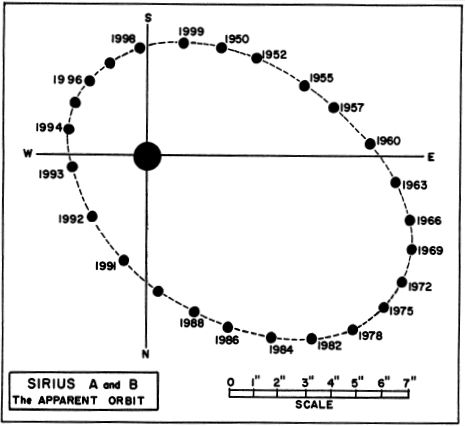 S
1998
1999
1950
1952
1996
1955
1957
1994
1960
W
E
1993
1963
1992
1966
1969
1991
1972
1975
1988
1978
1986
1984
1982
N
SIRIUS A and B
The APPARENT ORBIT
0 1" 2" 3" 4" 5" 6" 7"
SCALE